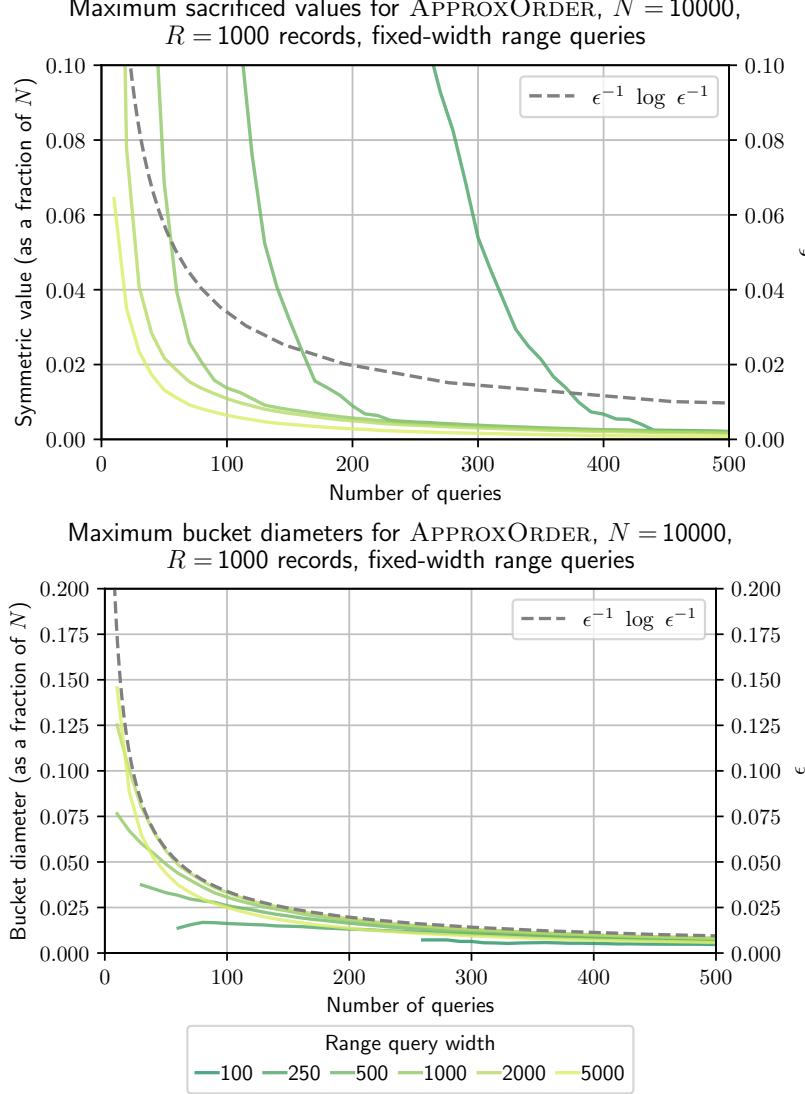 Maximum sacrificed values for APPROXORDER, N = 10000,
R = 1000 records, fixed-width range queries
Symmetric value (as a fraction of N)
0.10
0.08
0.06
0.04
0.02
0.00
ϵ⁻¹ log ϵ⁻¹
0.10
0.08
0.06
0.04
0.02
0.00
ϵ
0 100 200 300 400 500
Number of queries
Maximum bucket diameters for APPROXORDER, N = 10000,
R = 1000 records, fixed-width range queries
Bucket diameter (as a fraction of N)
0.200
0.175
0.150
0.125
0.100
0.075
0.050
0.025
0.000
ϵ⁻¹ log ϵ⁻¹
0.200
0.175
0.150
0.125
0.100
0.075
0.050
0.025
0.000
ϵ
0 100 200 300 400 500
Number of queries
Range query width
100 250 500 1000 2000 5000